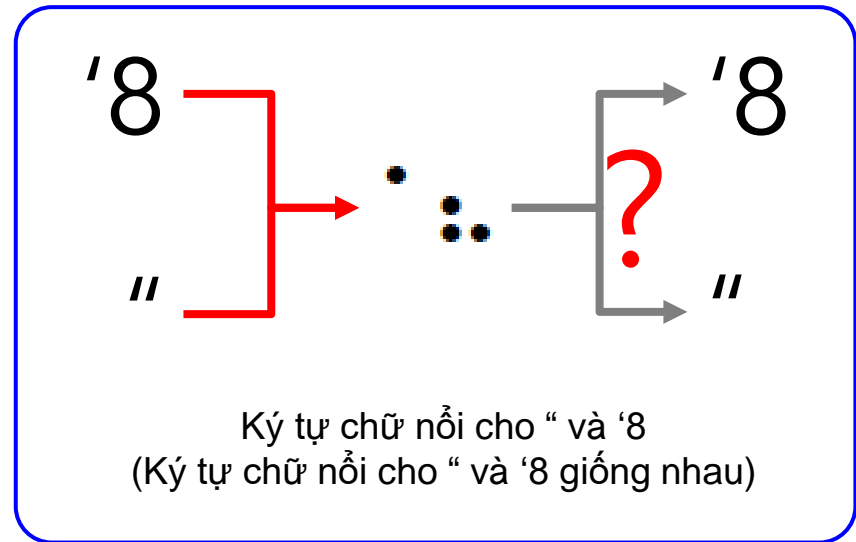 ‘8 ‘8
?
“ “
Ký tự chữ nổi cho “ và ‘8
(Ký tự chữ nổi cho “ và ‘8 giống nhau)